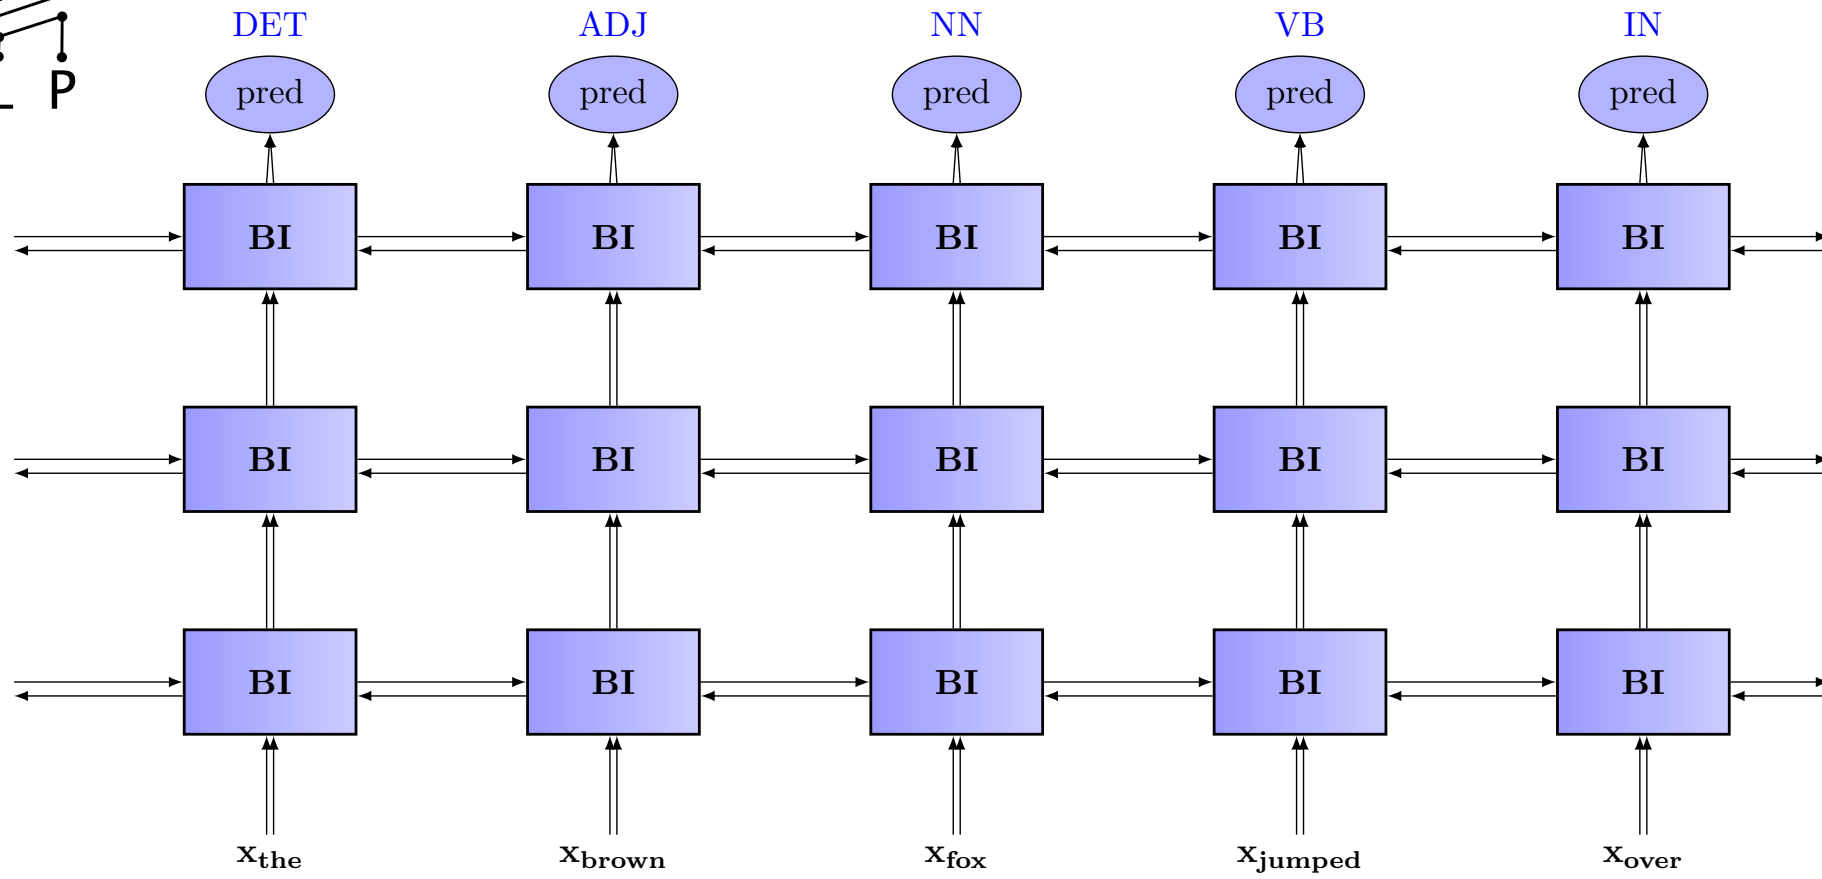 DET ADJ NN VB IN
P
pred pred pred pred pred
BI BI BI BI BI
BI BI BI BI BI
BI BI BI BI BI
x_the x_brown x_fox x_jumped x_over